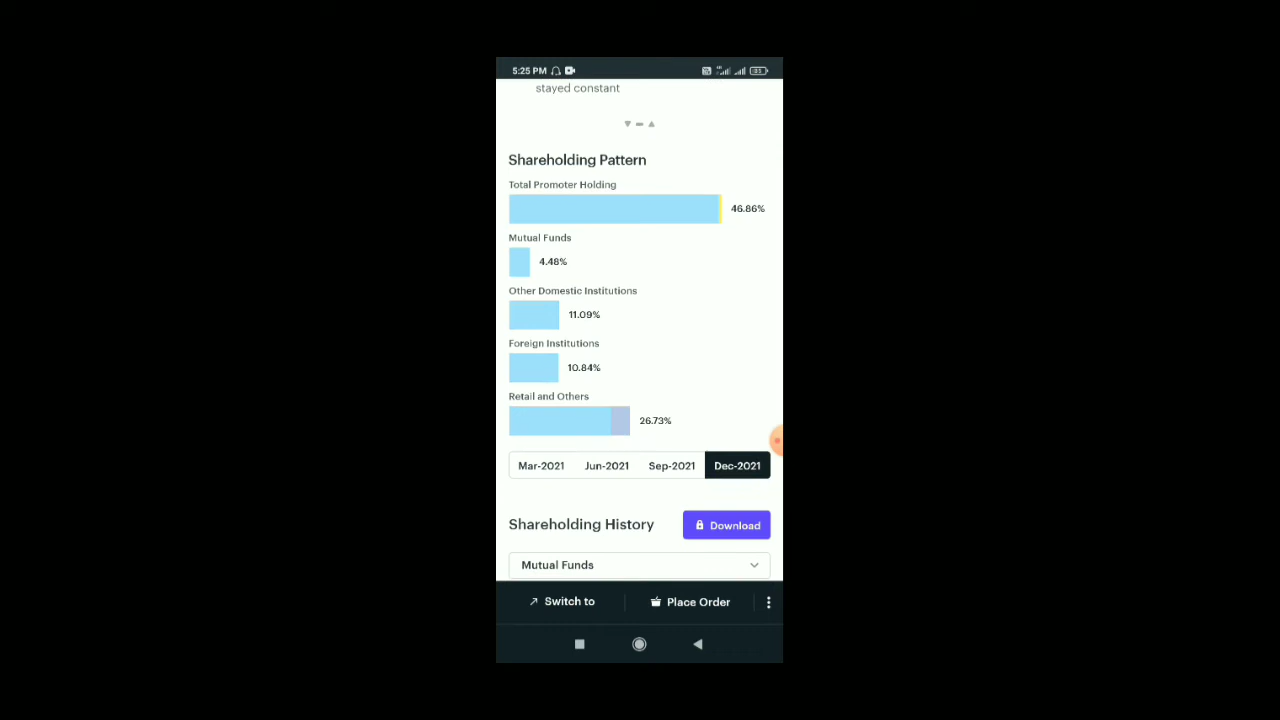 5:25 PM
stayed constant
Shareholding Pattern
Total Promoter Holding
46.86%
Mutual Funds
4.48%
Other Domestic Institutions
11.09%
Foreign Institutions
10.84%
Retail and Others
26.73%
Mar-2021 Jun-2021 Sep-2021 Dec-2021
Shareholding History Download
Mutual Funds
Switch to Place Order